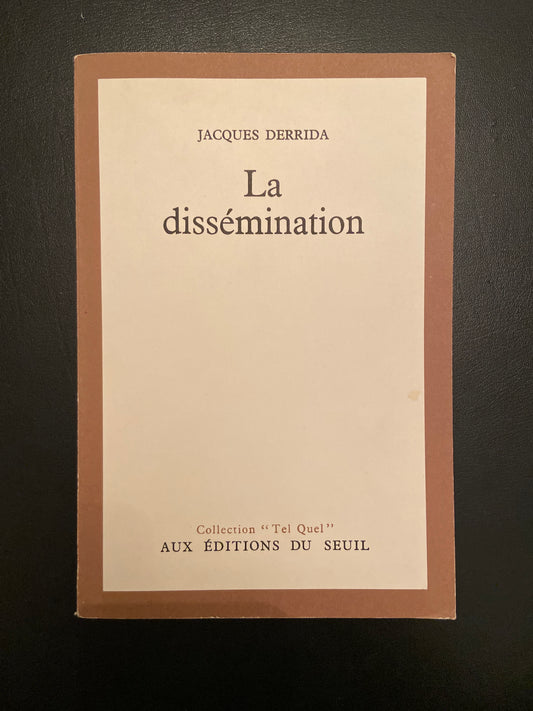 JACQUES DERRIDA
La
dissémination
Collection "Tel Quel"
AUX ÉDITIONS DU SEUIL